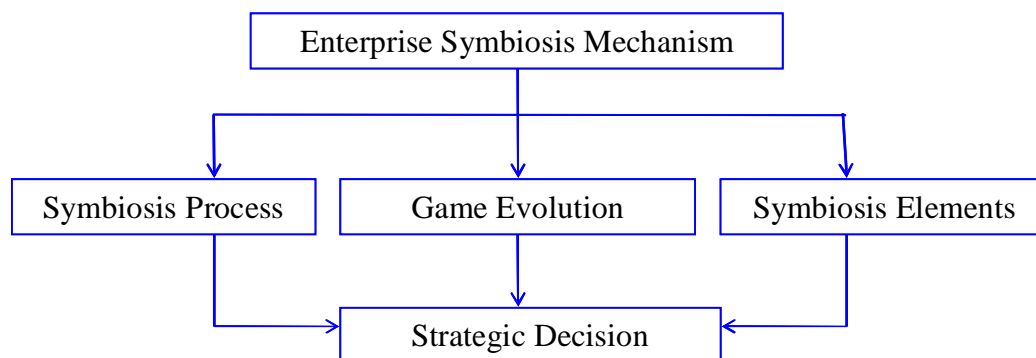 Enterprise Symbiosis Mechanism
Symbiosis Process
Game Evolution
Symbiosis Elements
Strategic Decision